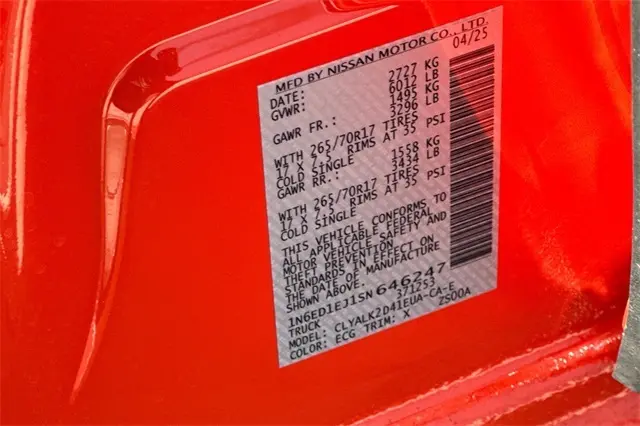 MFD BY NISSAN MOTOR CO., LTD.
DATE: 04/25
GVWR: 2727 KG
6012 LB
GAWR FR.: 1495 KG
3296 LB
WITH 265/70R17 TIRES
17 X 7.5 RIMS AT 35 PSI
COLD SINGLE
GAWR RR.: 1558 KG
3434 LB
WITH 265/70R17 TIRES
17 X 7.5 RIMS AT 35 PSI
COLD SINGLE
THIS VEHICLE CONFORMS TO
ALL APPLICABLE FEDERAL
MOTOR VEHICLE SAFETY AND
THEFT PREVENTION
STANDARDS IN EFFECT ON
THE DATE OF MANUFACTURE
SHOWN ABOVE.
1N6ED1EJ1SN646247
TRUCK 371253
MODEL: CLYALK2D41EUA-CA-E
COLOR: ECG TRIM: X ZS00A